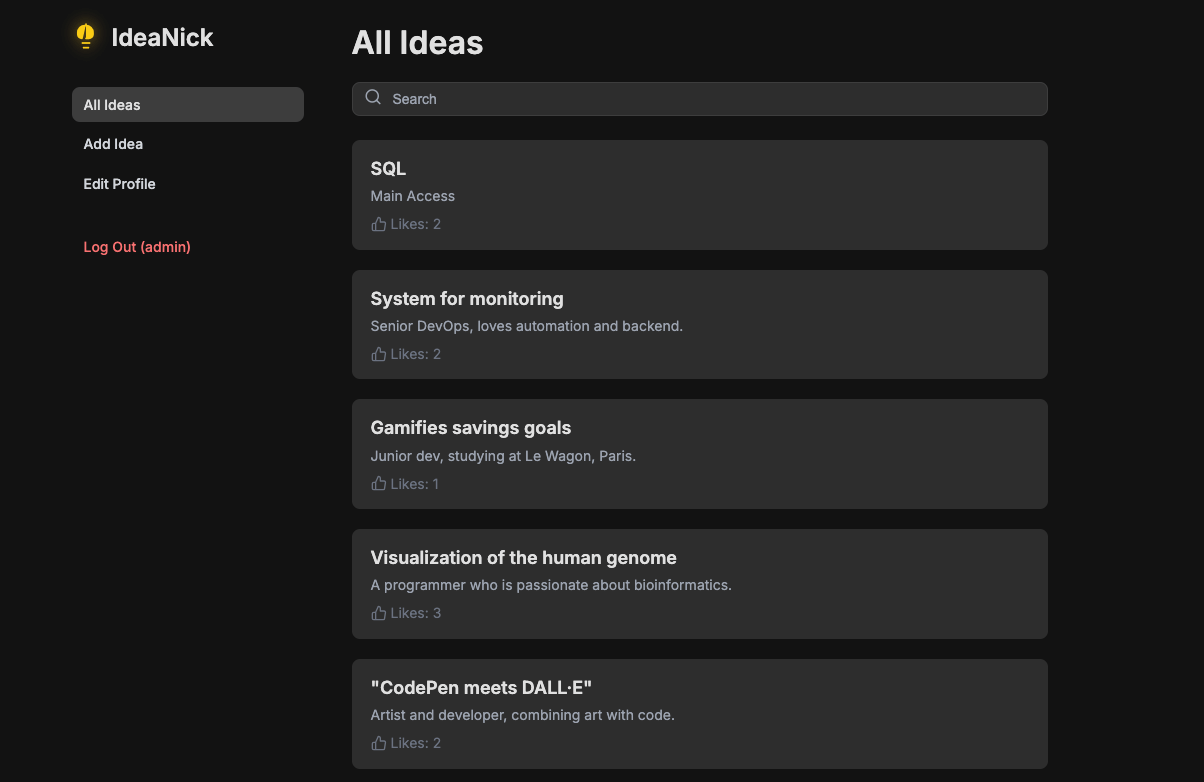 IdeaNick
All Ideas
Add Idea
Edit Profile
Log Out (admin)
All Ideas
Search
SQL
Main Access
Likes: 2
System for monitoring
Senior DevOps, loves automation and backend.
Likes: 2
Gamifies savings goals
Junior dev, studying at Le Wagon, Paris.
Likes: 1
Visualization of the human genome
A programmer who is passionate about bioinformatics.
Likes: 3
"CodePen meets DALL·E"
Artist and developer, combining art with code.
Likes: 2